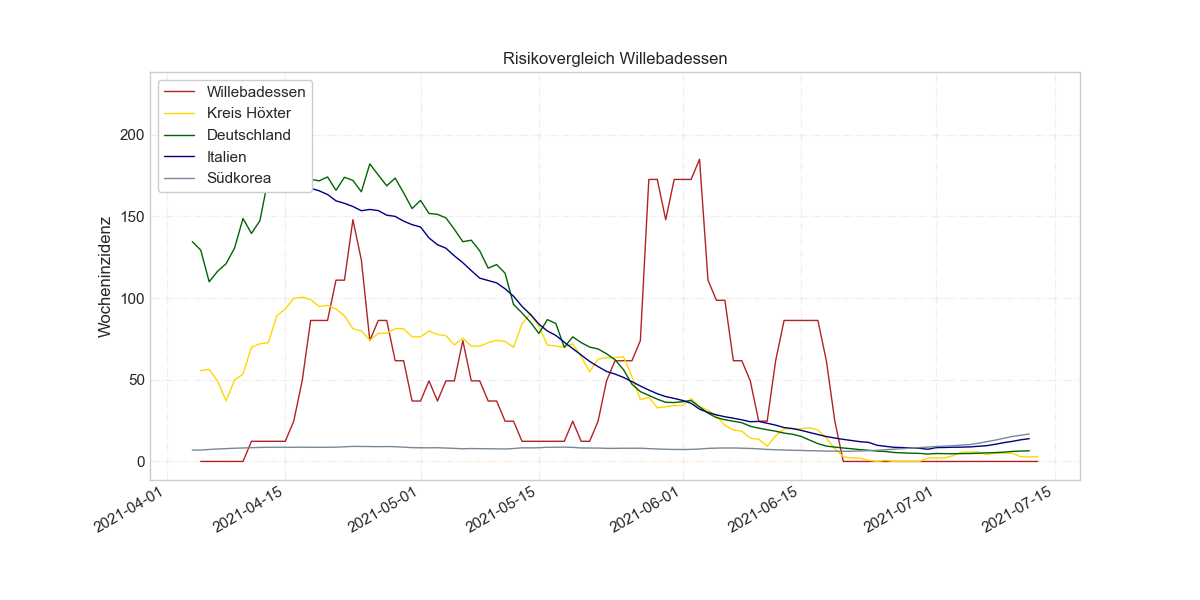 Risikovergleich Willebadessen
Willebadessen
Kreis Höxter
Deutschland
Italien
Südkorea
Wocheninzidenz
200
150
100
50
0
2021-04-01
2021-04-15
2021-05-01
2021-05-15
2021-06-01
2021-06-15
2021-07-01
2021-07-15